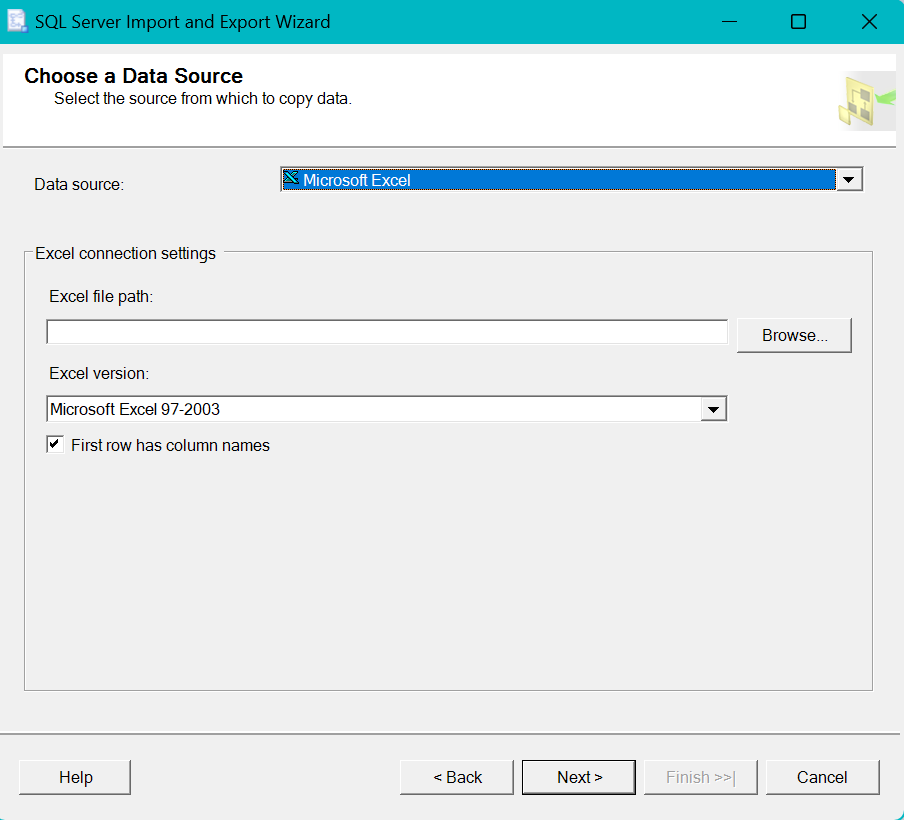 SQL Server Import and Export Wizard
Choose a Data Source
Select the source from which to copy data.
Data source:
Microsoft Excel
Excel connection settings
Excel file path:
Browse...
Excel version:
Microsoft Excel 97-2003
First row has column names
Help
< Back
Next >
Finish >>|
Cancel